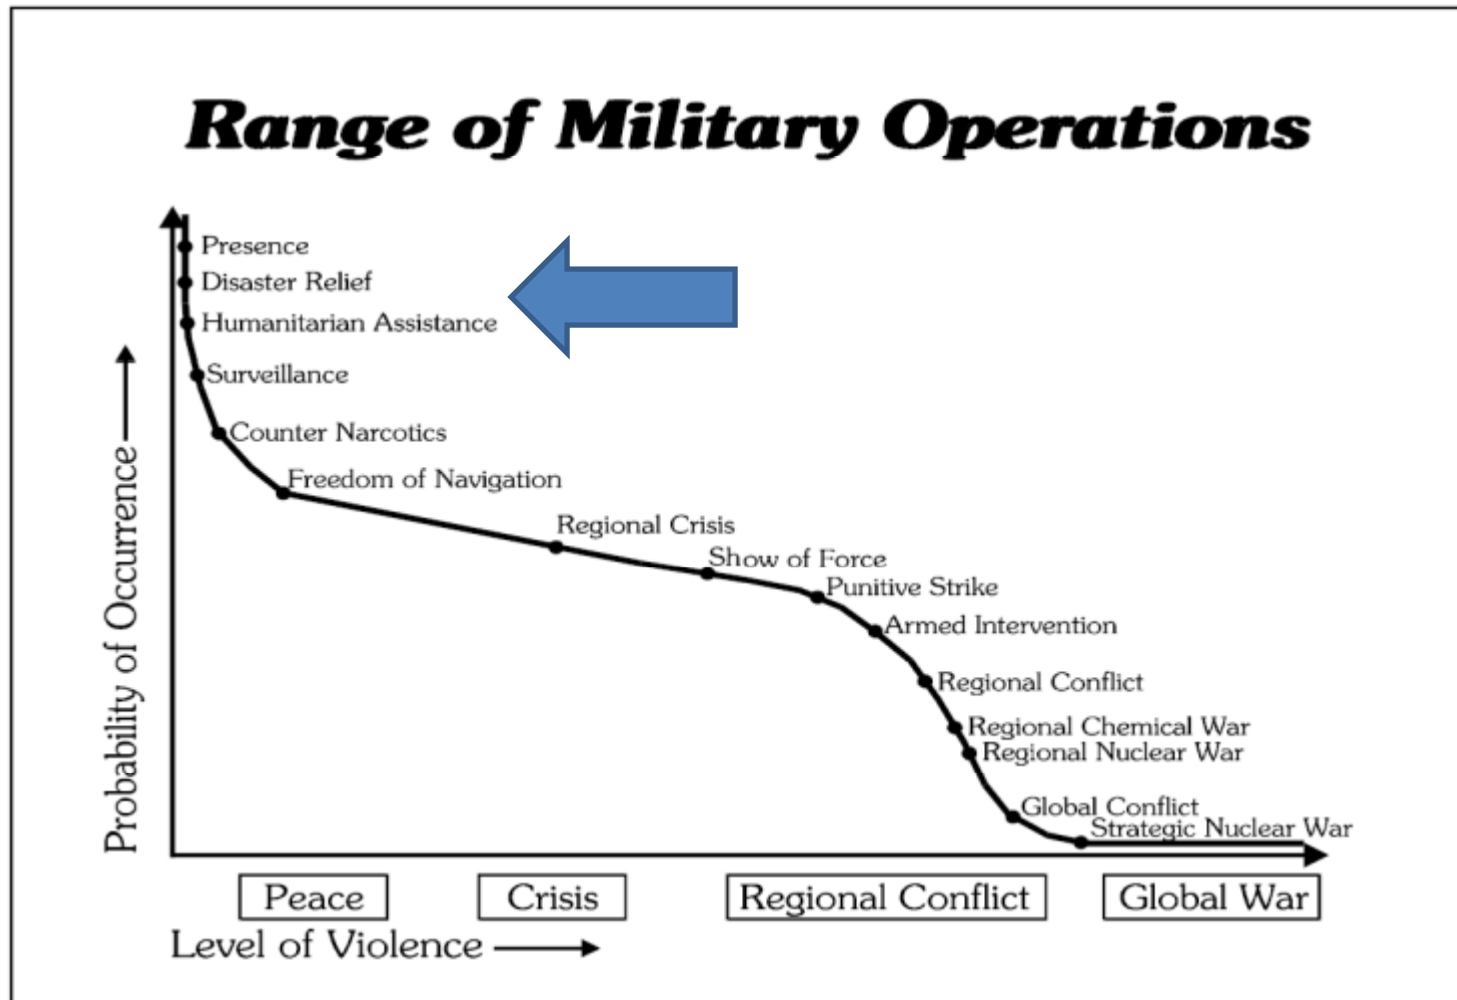 Range of Military Operations
Presence
Disaster Relief
Humanitarian Assistance
Surveillance
Counter Narcotics
Freedom of Navigation
Regional Crisis
Show of Force
Punitive Strike
Armed Intervention
Regional Conflict
Regional Chemical War
Regional Nuclear War
Global Conflict
Strategic Nuclear War
Probability of Occurrence
Peace
Crisis
Regional Conflict
Global War
Level of Violence